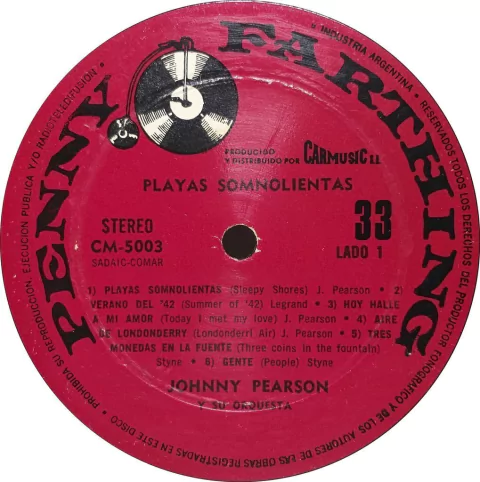 PENNY FARTHING
INDUSTRIA ARGENTINA, - RESERVADOS TODOS LOS DERECHOS DEL PRODUCTOR FONOGRAFICO Y DE LOS AUTORES DE LAS OBRAS REGISTRADAS EN ESTE DISCO - PROHIBIDA SU REPRODUCCION, EJECUCION PUBLICA Y/O RADIOTELEDIFUSION
PRODUCIDO
Y DISTRIBUIDO POR CARMUSIC
PLAYAS SOMNOLIENTAS
STEREO
CM-5003
SADAIC-COMAR
33
LADO 1
1) PLAYAS SOMNOLIENTAS (Sleepy Shores) J. Pearson • 2)
VERANO DEL '42 (Summer of '42) Legrand • 3) HOY HALLE
A MI AMOR (Today I met my love) J. Pearson • 4) AIRE
DE LONDONDERRY (Londonderri Air) J. Pearson • 5) TRES
MONEDAS EN LA FUENTE (Three coins in the fountain)
Styne • 6) GENTE (People) Styne
JOHNNY PEARSON
Y SU ORQUESTA